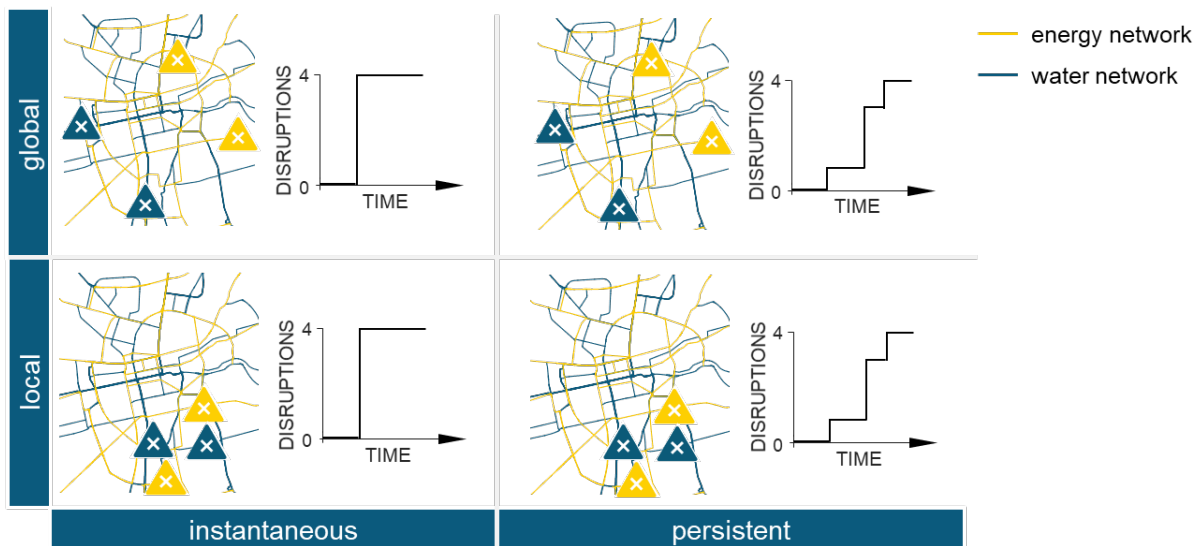 energy network
water network
global
DISRUPTIONS
4
0
TIME
DISRUPTIONS
4
0
TIME
local
DISRUPTIONS
4
0
TIME
DISRUPTIONS
4
0
TIME
instantaneous
persistent